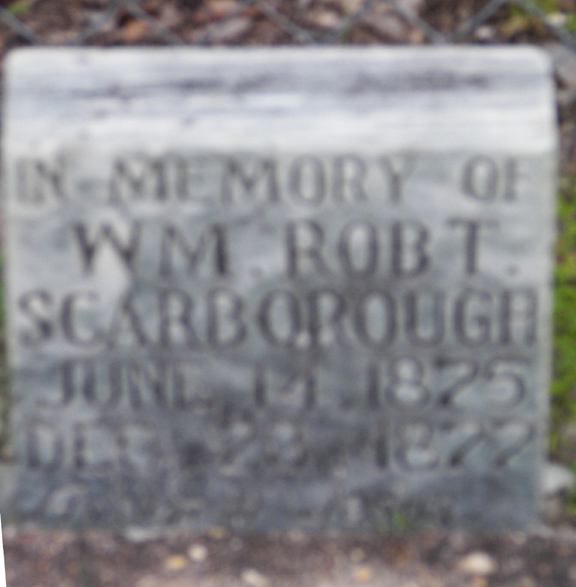 IN MEMORY OF
WM. ROBT.
SCARBOROUGH
JUNE 14, 1875
DEC. 23, 1877